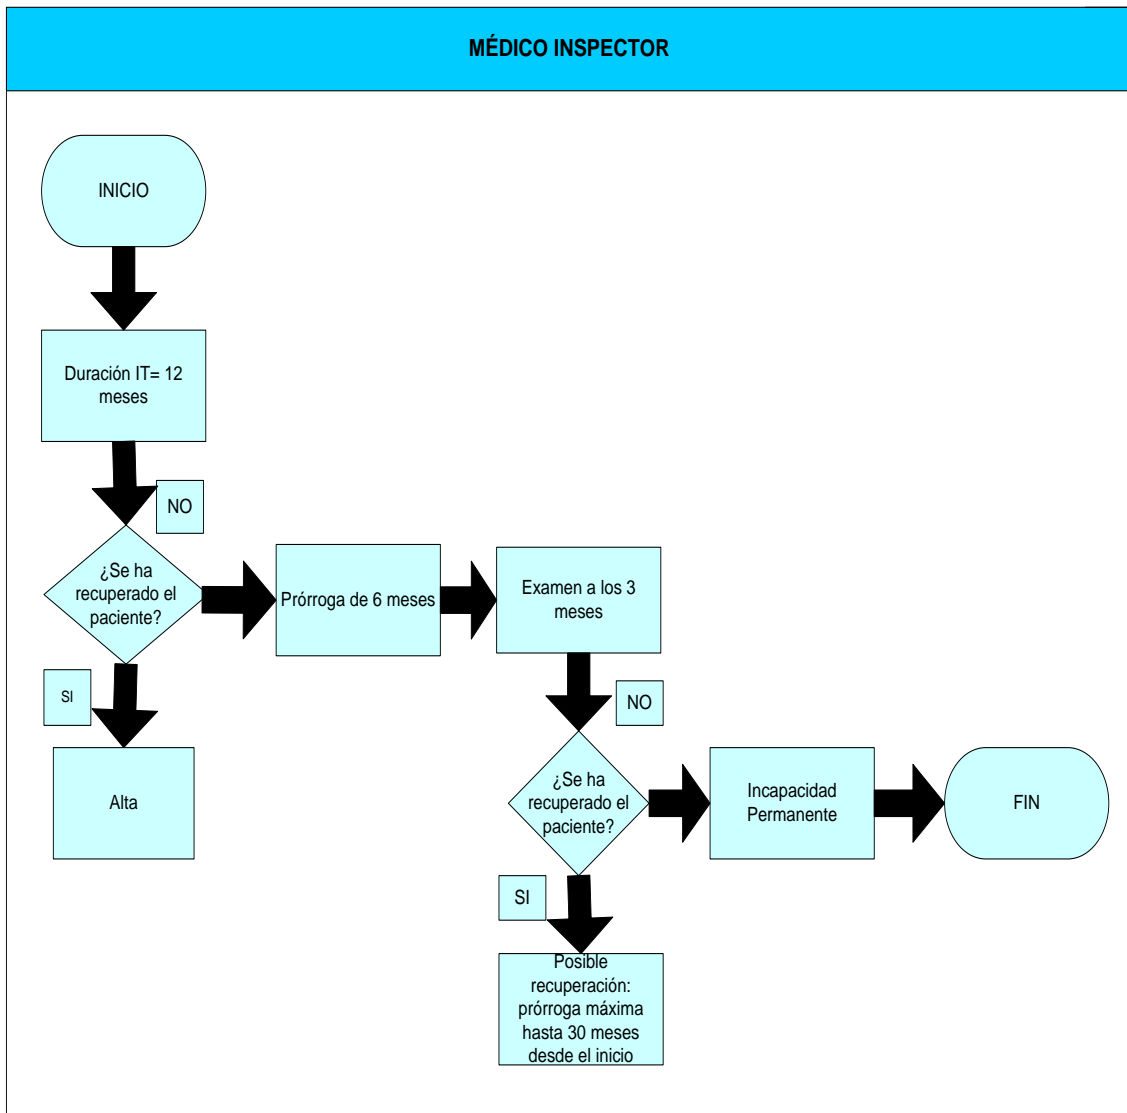 MÉDICO INSPECTOR
INICIO
Duración IT= 12
meses
NO
¿Se ha
recuperado el
paciente?
Prórroga de 6 meses
Examen a los 3
meses
SI
Alta
NO
¿Se ha
recuperado el
paciente?
Incapacidad
Permanente
FIN
SI
Posible
recuperación:
prórroga máxima
hasta 30 meses
desde el inicio